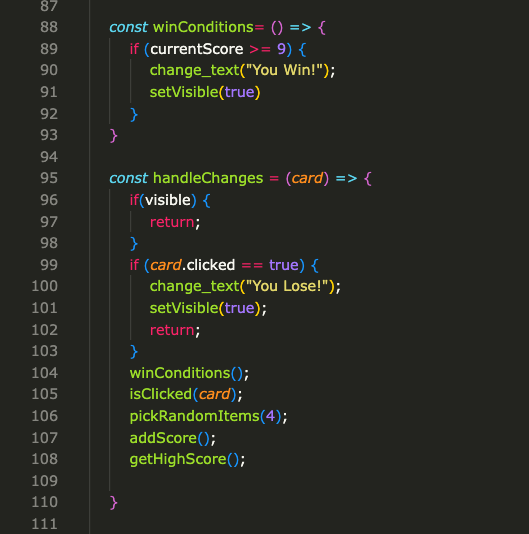 87
88 const winConditions= () => {
89 if (currentScore >= 9) {
90 change_text("You Win!");
91 setVisible(true)
92 }
93 }
94
95 const handleChanges = (card) => {
96 if(visible) {
97 return;
98 }
99 if (card.clicked == true) {
100 change_text("You Lose!");
101 setVisible(true);
102 return;
103 }
104 winConditions();
105 isClicked(card);
106 pickRandomItems(4);
107 addScore();
108 getHighScore();
109
110 }
111